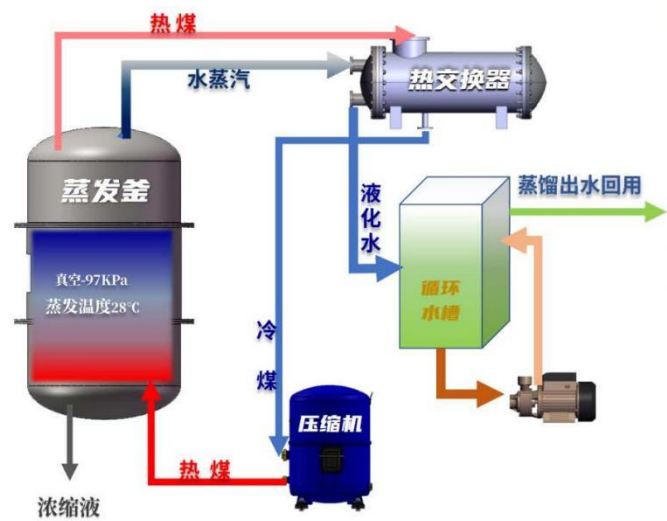 热煤
水蒸汽
热交换器
蒸发釜
蒸馏出水回用
液化水
真空-97KPa
蒸发温度28℃
循环
水槽
冷煤
压缩机
热煤
浓缩液